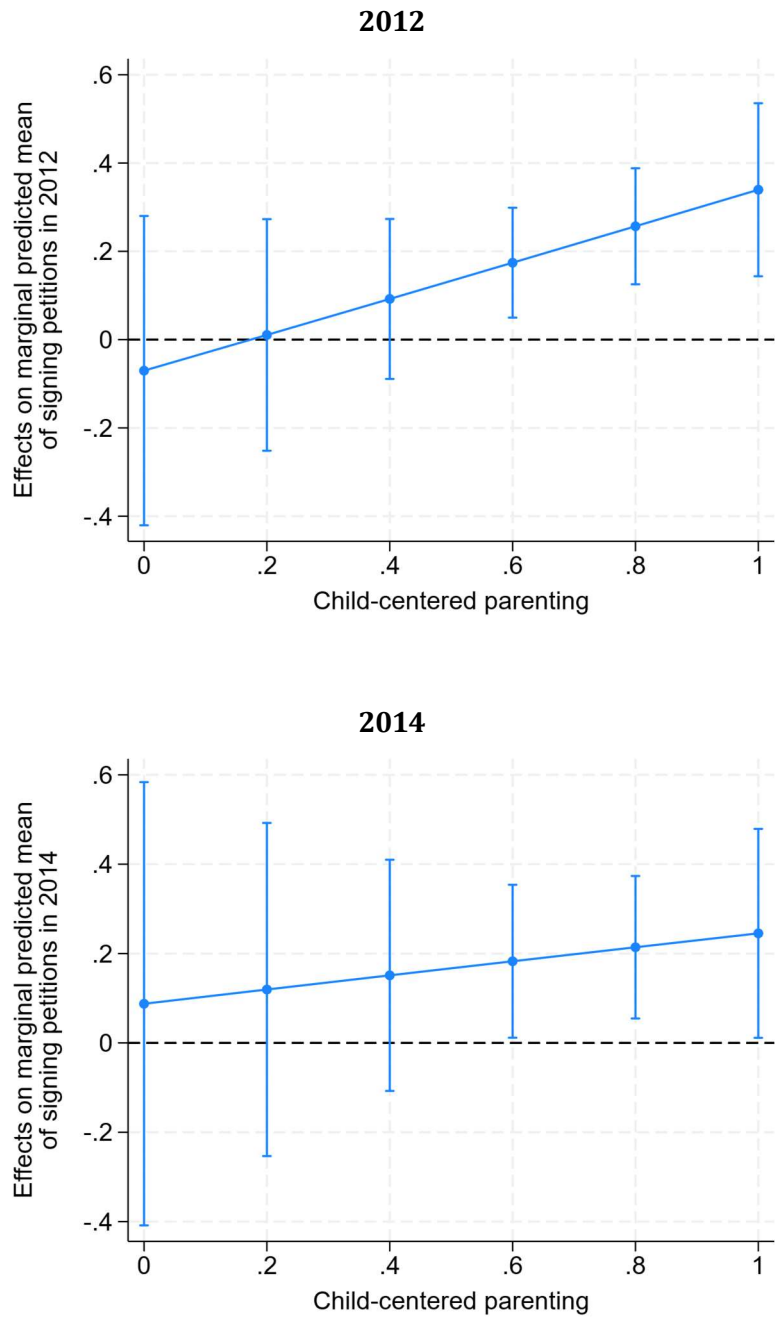 2012
Effects on marginal predicted mean
of signing petitions in 2012
.6
.4
.2
0
-.2
-.4
0 .2 .4 .6 .8 1
Child-centered parenting
2014
Effects on marginal predicted mean
of signing petitions in 2014
.6
.4
.2
0
-.2
-.4
0 .2 .4 .6 .8 1
Child-centered parenting